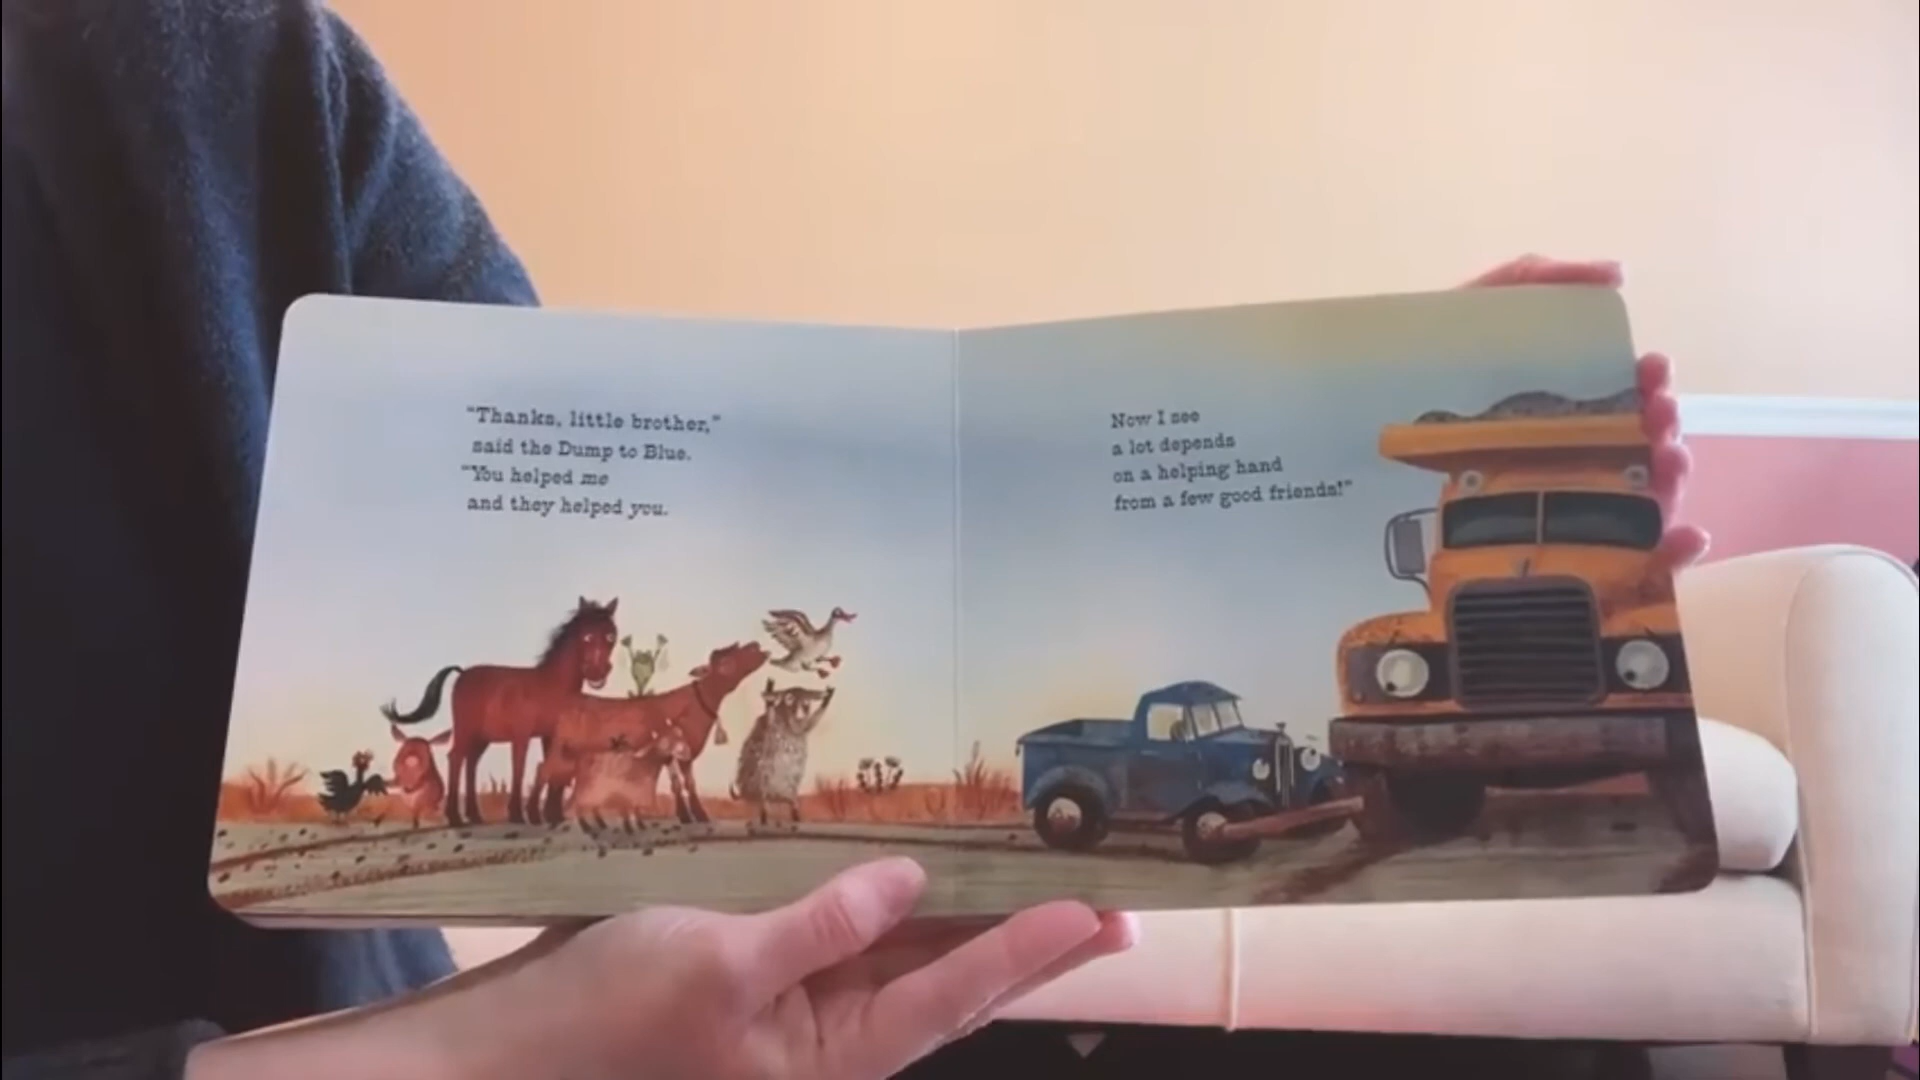 “Thanks, little brother,”
said the Dump to Blue.
“You helped me
and they helped you.
Now I see
a lot depends
on a helping hand
from a few good friends!”